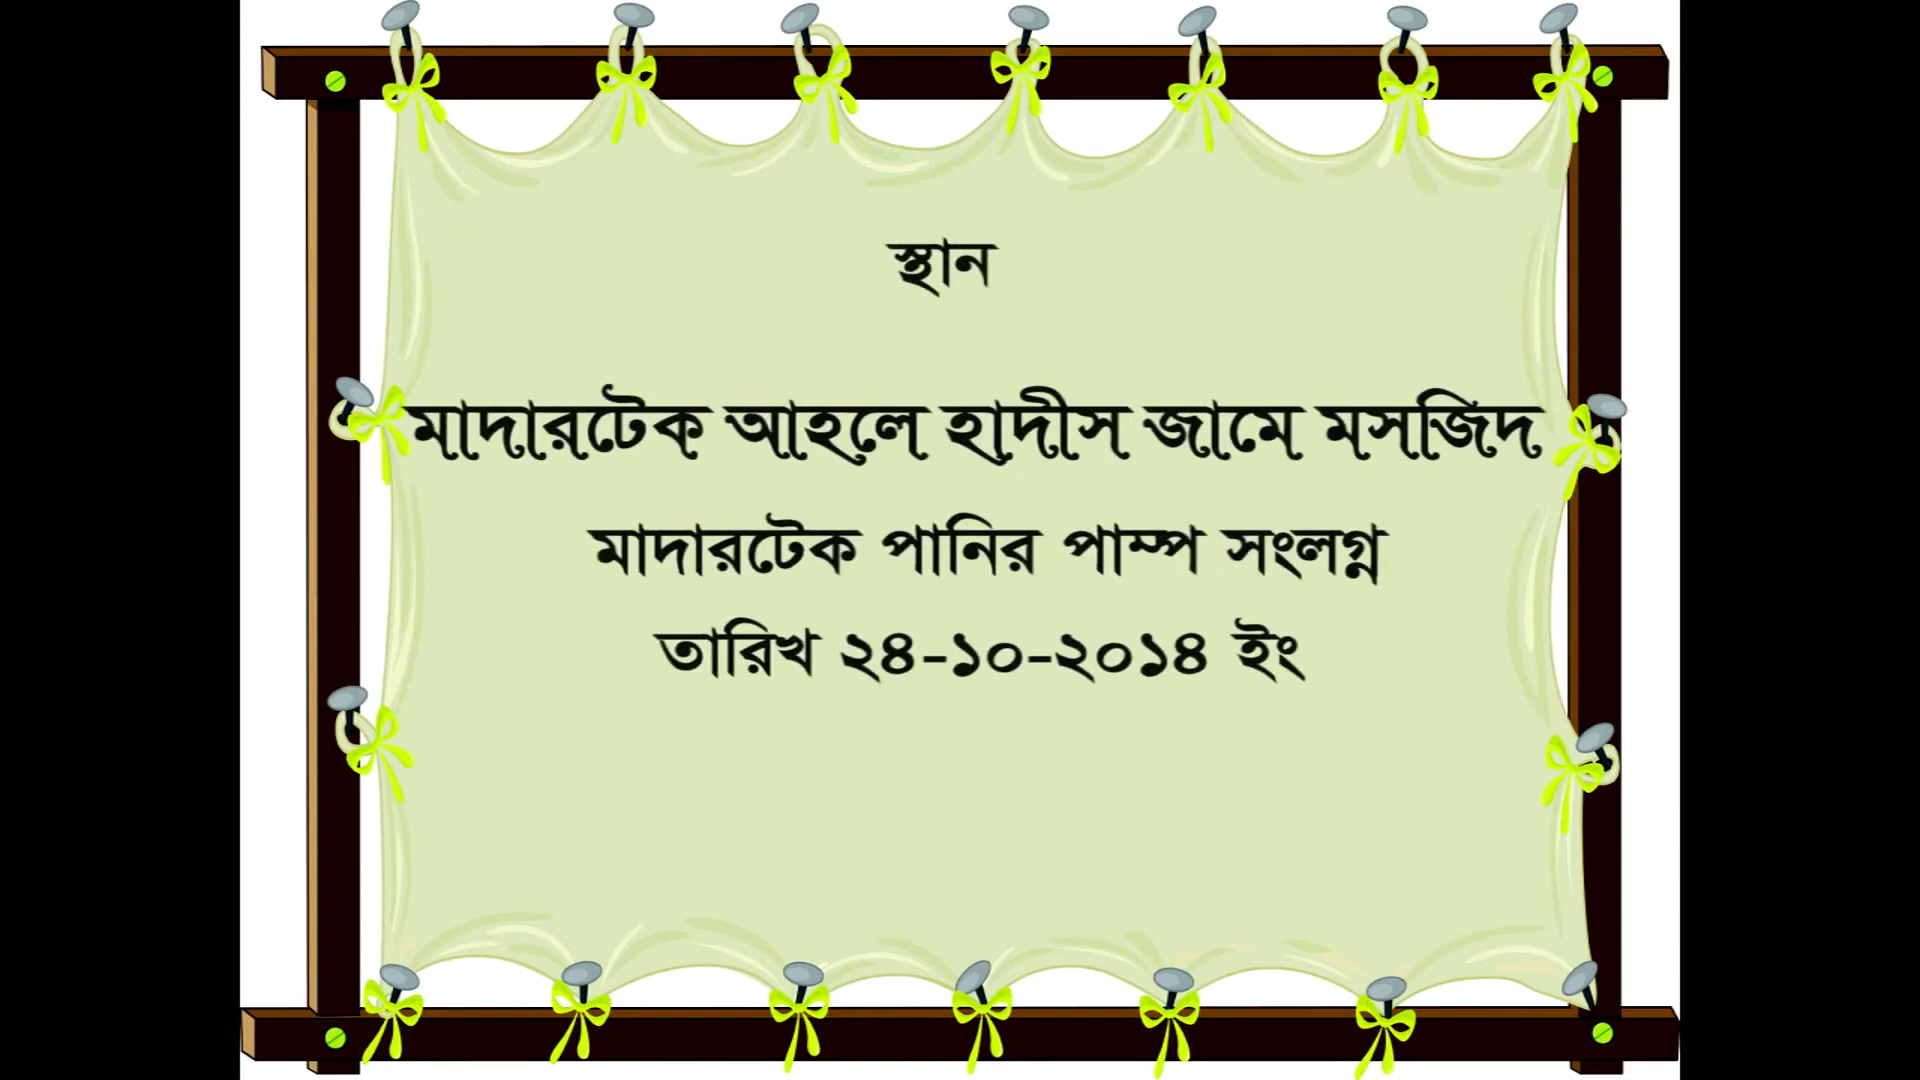 স্থান
মাদারটেক আহলে হাদীস জামে মসজিদ
মাদারটেক পানির পাম্প সংলগ্ন
তারিখ ২৪-১০-২০১৪ ইং